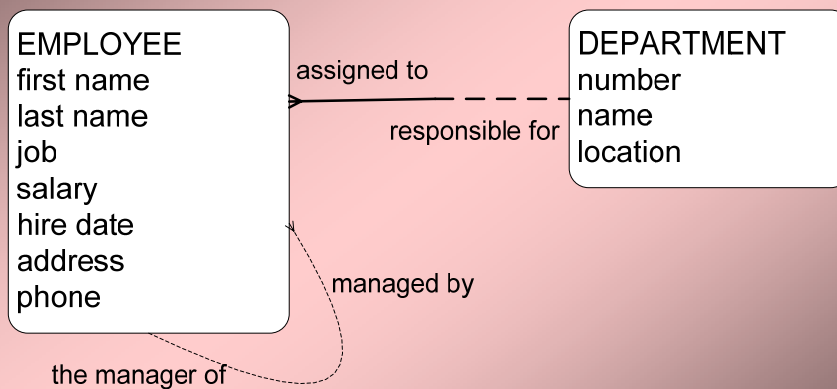 EMPLOYEE
first name
last name
job
salary
hire date
address
phone
assigned to
responsible for
DEPARTMENT
number
name
location
managed by
the manager of